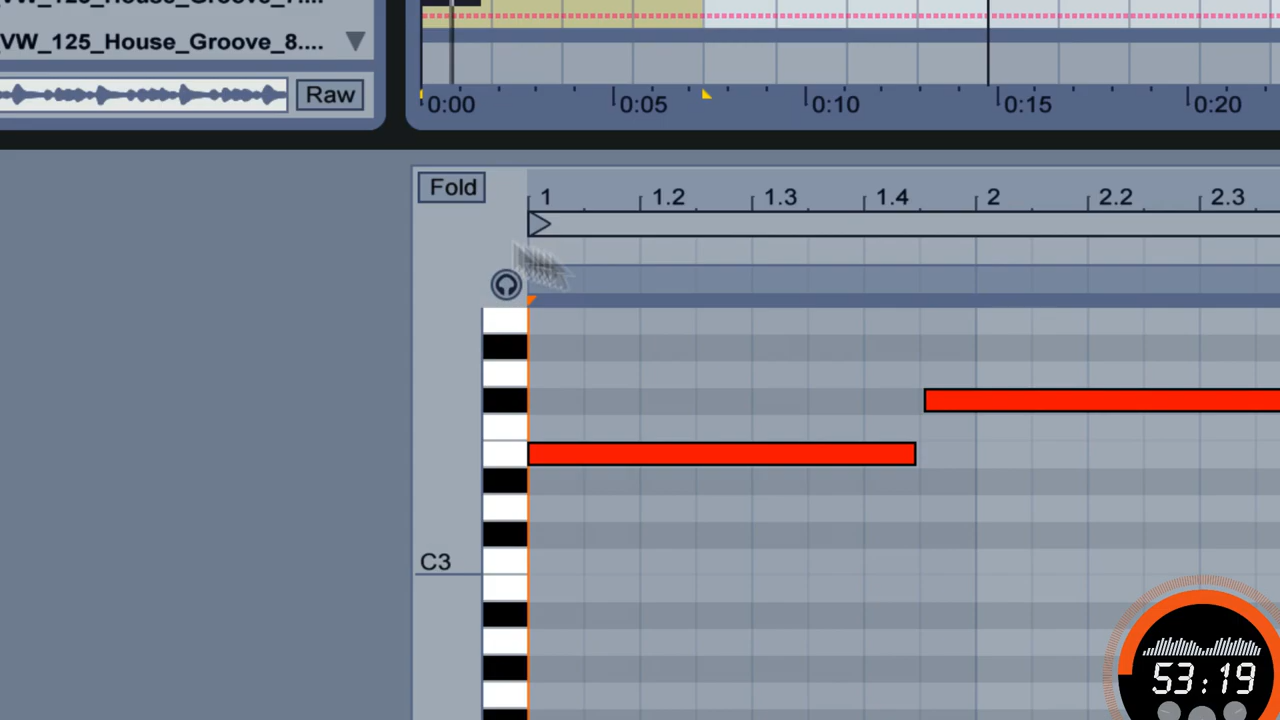 VW_125_House_Groove_8....
Raw
0:00 0:05 0:10 0:15 0:20
Fold
1 1.2 1.3 1.4 2 2.2 2.3
C3
53:19